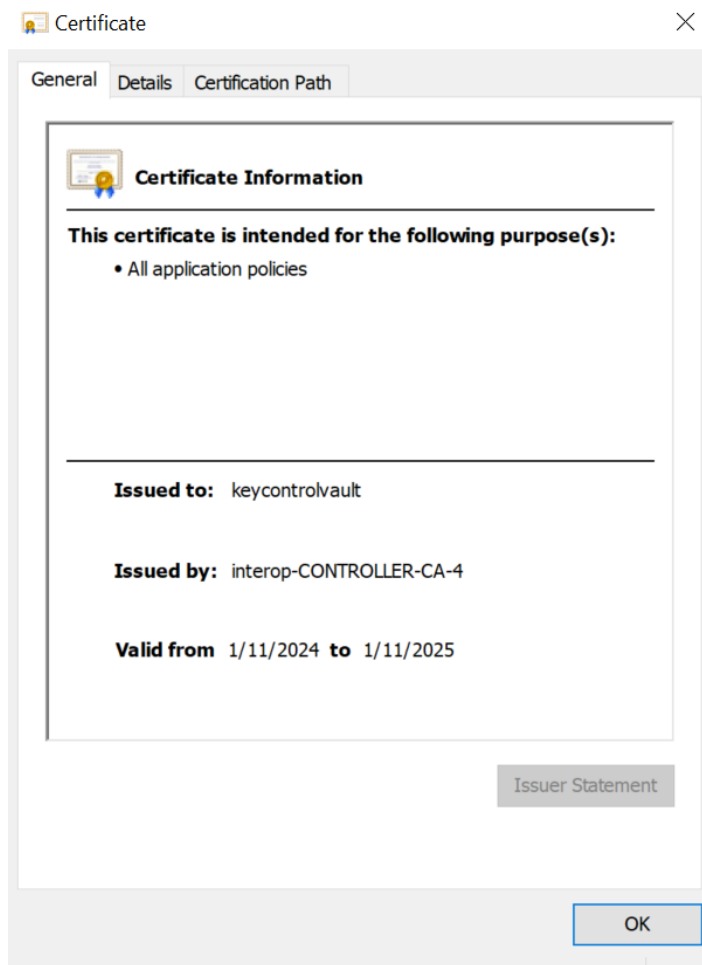 Certificate
General Details Certification Path
Certificate Information
This certificate is intended for the following purpose(s):
• All application policies
Issued to: keycontrolvault
Issued by: interop-CONTROLLER-CA-4
Valid from 1/11/2024 to 1/11/2025
Issuer Statement
OK